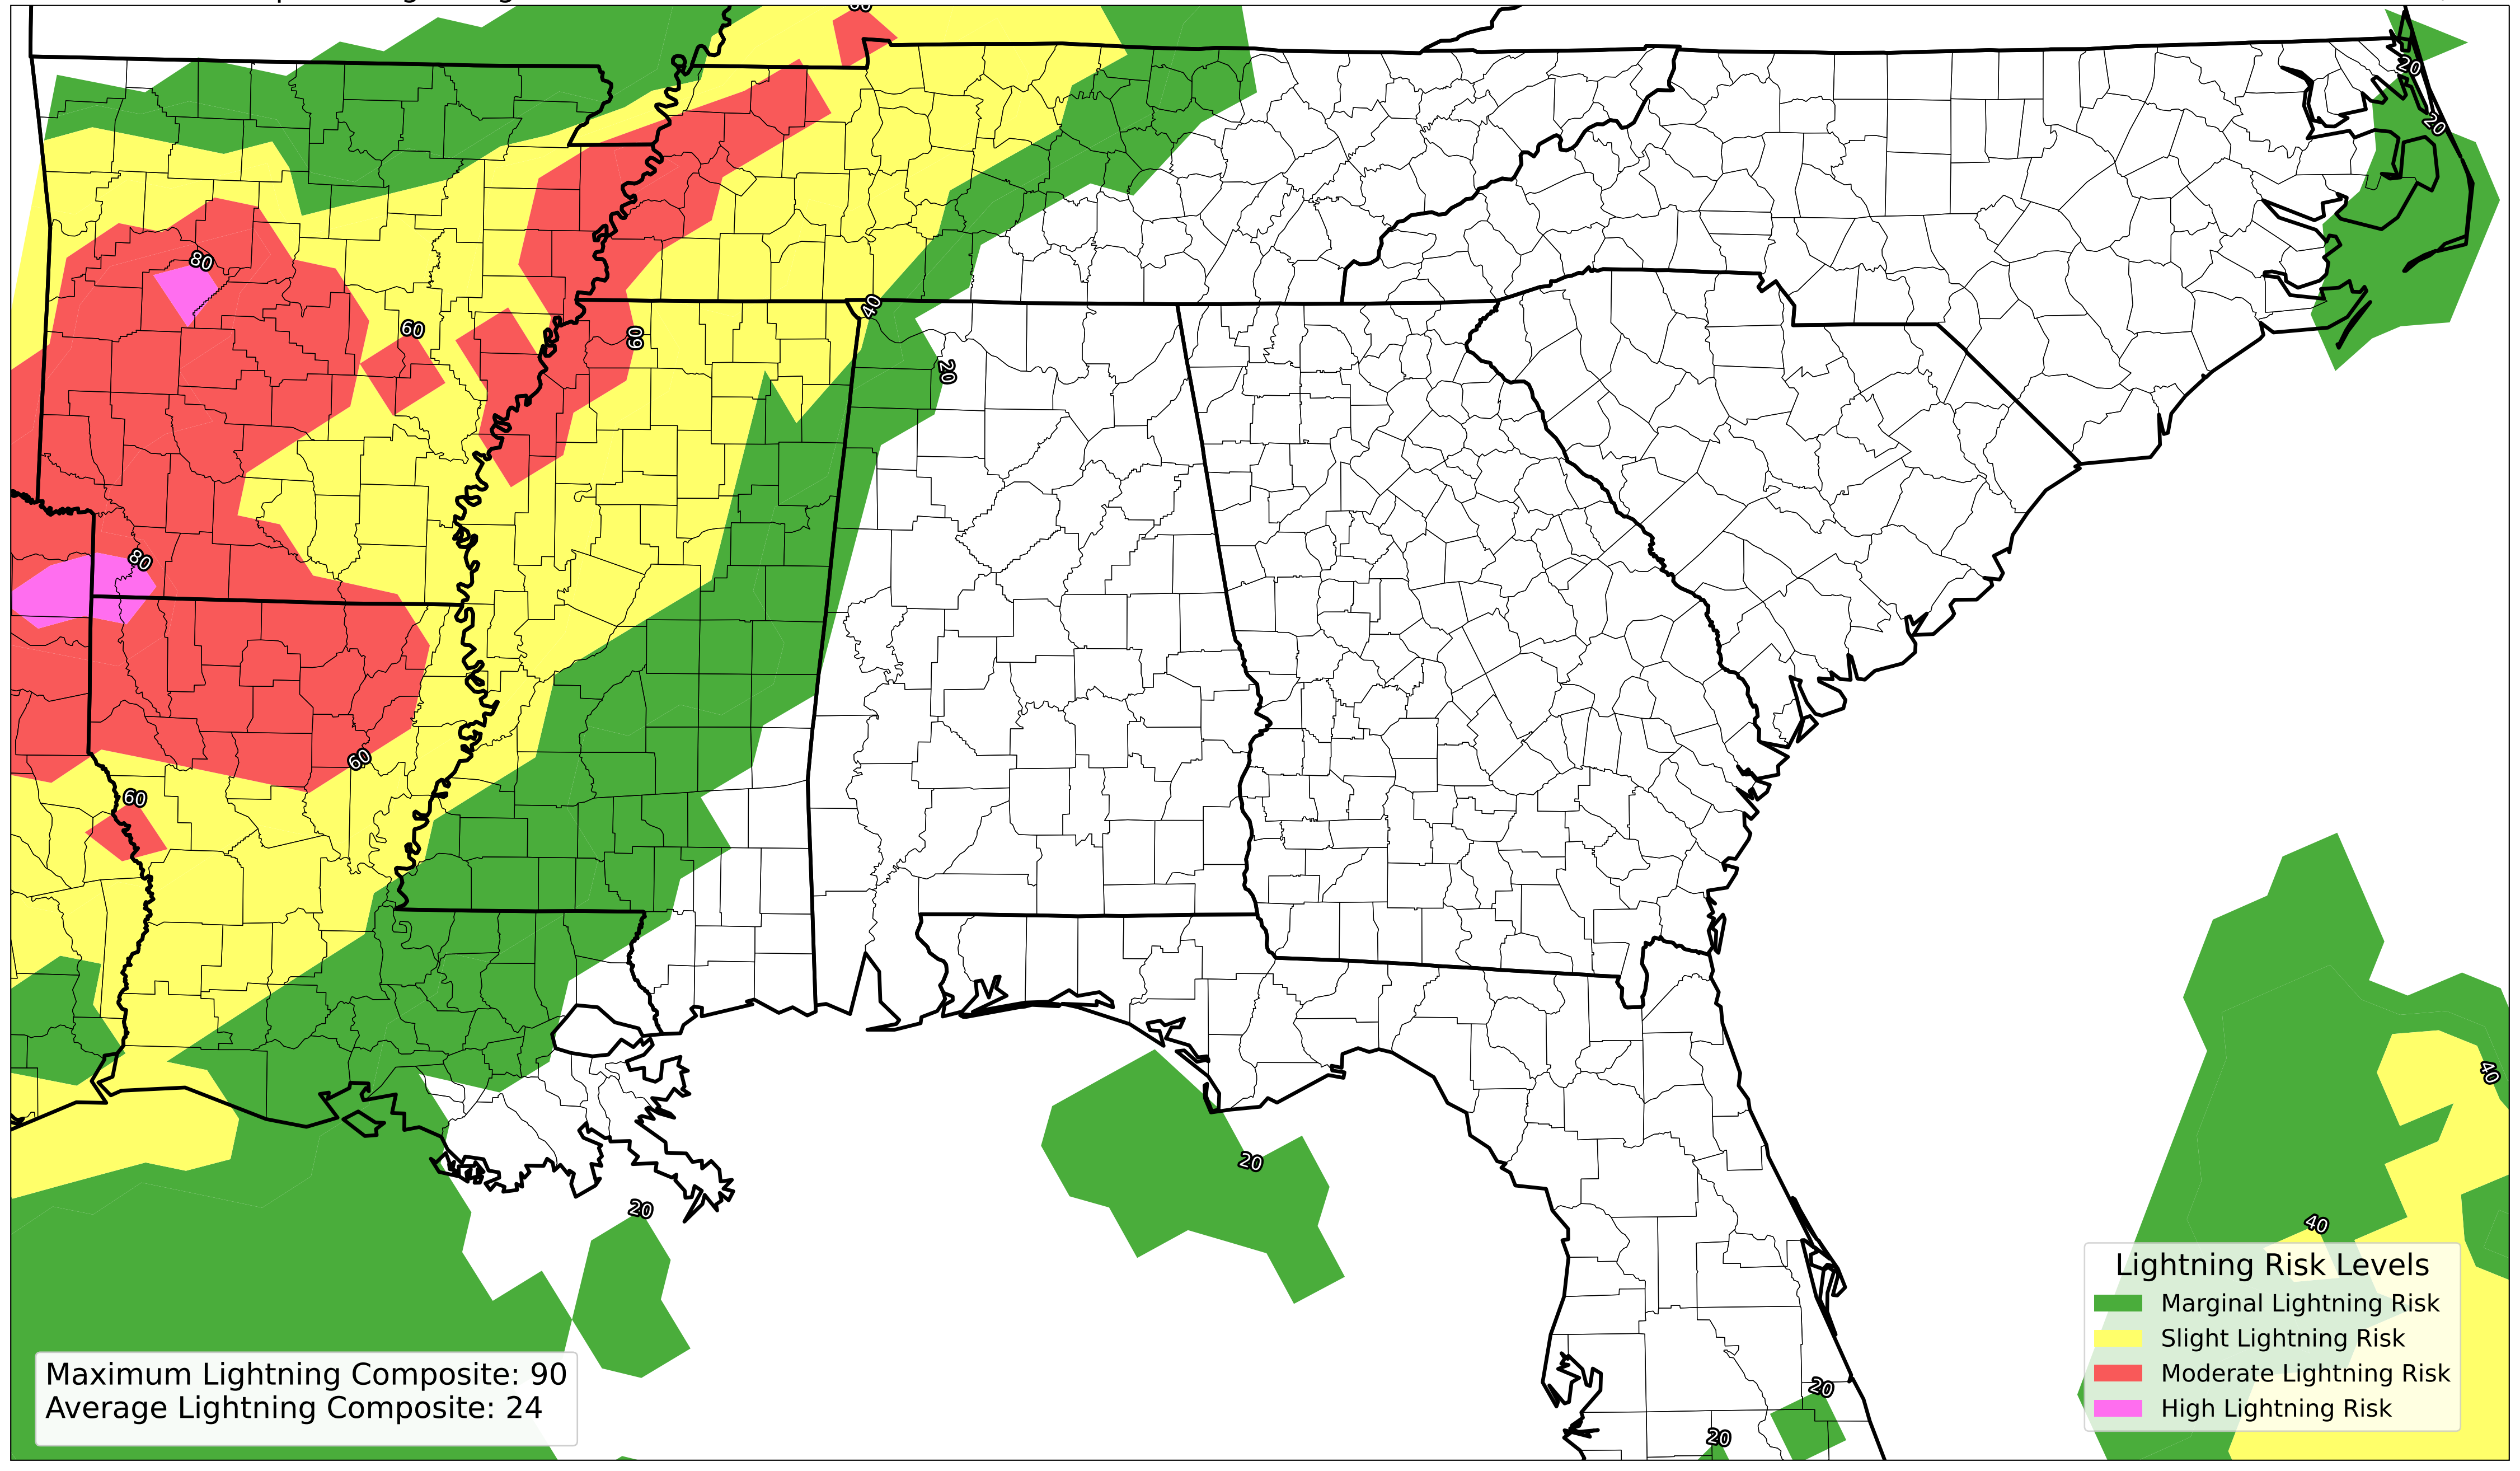 60
20
20
80
40
60
60
20
80
60
60
40
20
20
40
Lightning Risk Levels
Marginal Lightning Risk
Slight Lightning Risk
Moderate Lightning Risk
High Lightning Risk
Maximum Lightning Composite: 90
Average Lightning Composite: 24
20
20